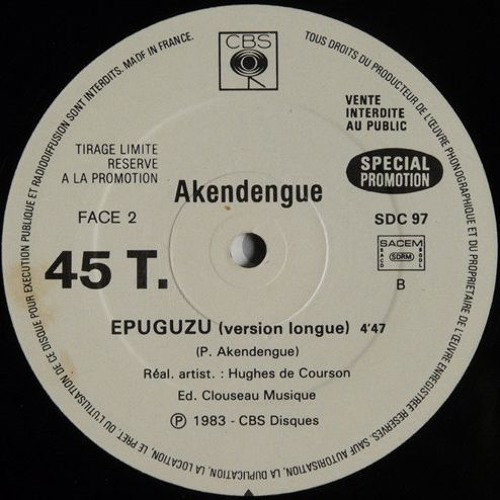 CBS
TOUS DROITS DU PRODUCTEUR DE L'ŒUVRE PHONOGRAPHIQUE ET DU PROPRIETAIRE DE L'ŒUVRE ENREGISTREE RESERVES. SAUF AUTORISATION, LA DUPLICATION, LA LOCATION, LE PRET, OU L'UTILISATION DE CE DISQUE POUR EXECUTION PUBLIQUE ET RADIODIFFUSION SONT INTERDITS. MADE IN FRANCE.
VENTE
INTERDITE
AU PUBLIC
TIRAGE LIMITE
RESERVE
A LA PROMOTION
SPECIAL
PROMOTION
Akendengue
FACE 2
SDC 97
45 T.
SACEM
SACD
SDRM
SGDL
B
EPUGUZU (version longue) 4'47
(P. Akendengue)
Réal. artist. : Hughes de Courson
Ed. Clouseau Musique
Ⓟ 1983 - CBS Disques